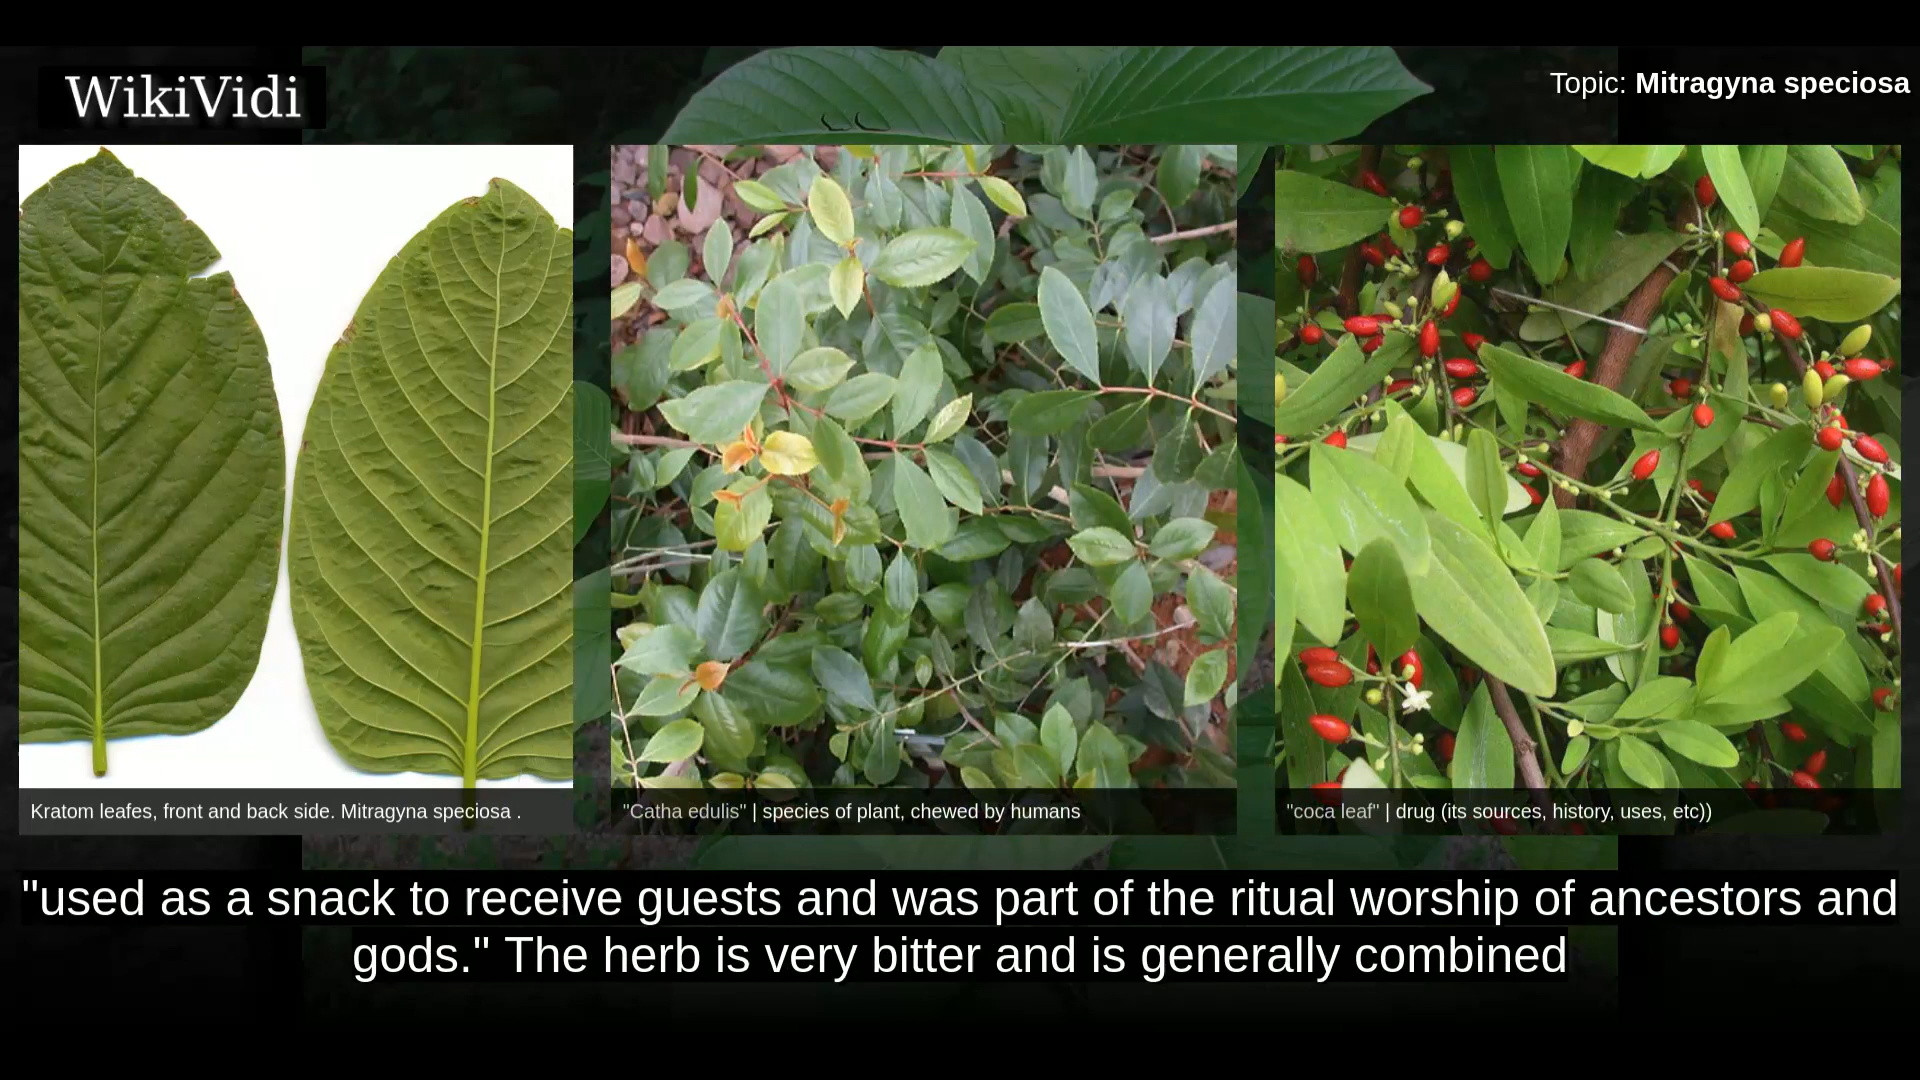 WikiVidi
Topic: Mitragyna speciosa
Kratom leafes, front and back side. Mitragyna speciosa .
"Catha edulis" | species of plant, chewed by humans
"coca leaf" | drug (its sources, history, uses, etc))
"used as a snack to receive guests and was part of the ritual worship of ancestors and
gods." The herb is very bitter and is generally combined